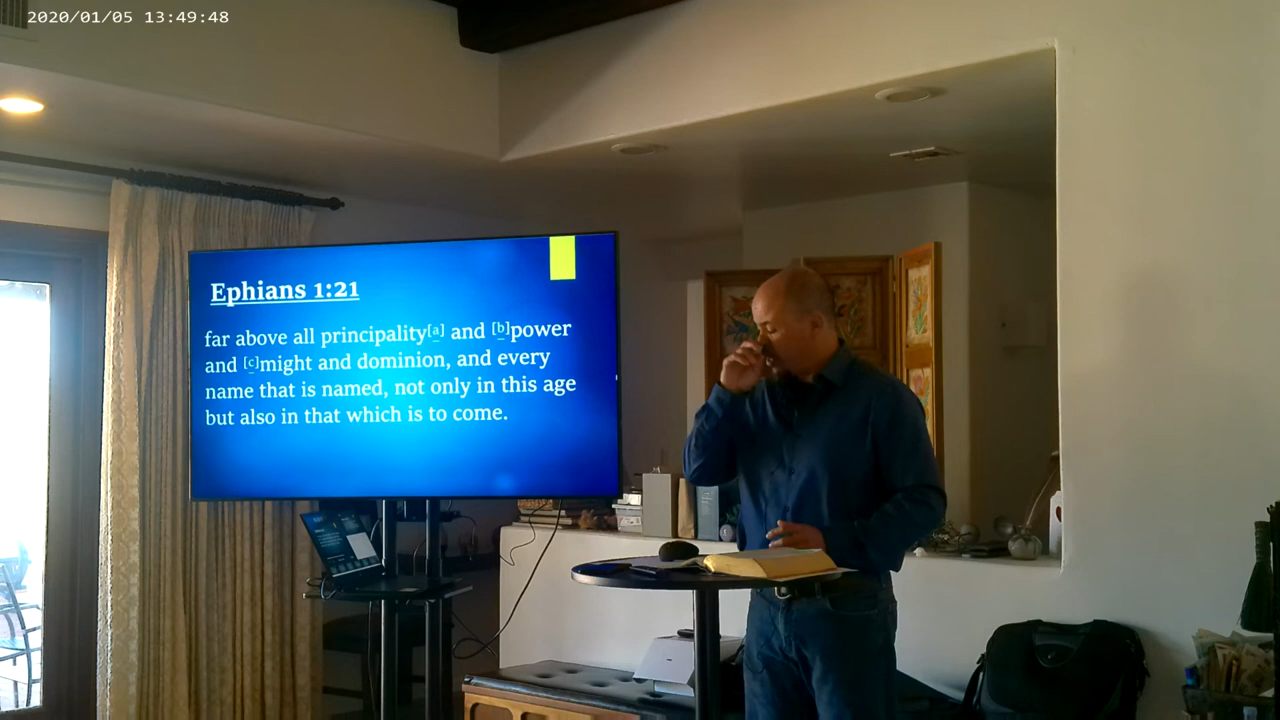 2020/01/05 13:49:48
Ephians 1:21
far above all principality[a] and [b]power
and [c]might and dominion, and every
name that is named, not only in this age
but also in that which is to come.